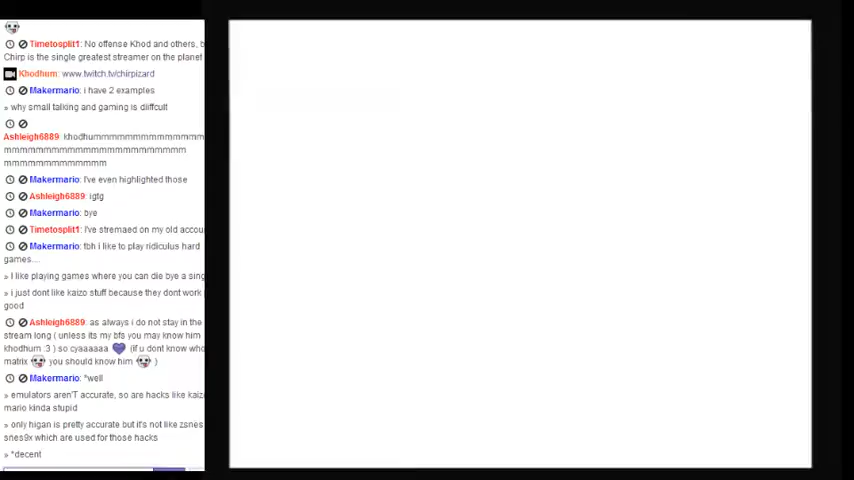 Timetosplit1: No offense Khod and others, b
Chirp is the single greatest streamer on the planet
Khodhum: www.twitch.tv/chirpizard
Makermario: i have 2 examples
» why small talking and gaming is diiffcult
Ashleigh6889: khodhummmmmmmmmmmmmmm
mmmmmmmmmmmmmmmmmmmmmmm
mmmmmmmmmmmmm
Makermario: I've even highlighted those
Ashleigh6889: igtg
Makermario: bye
Timetosplit1: I've stremaed on my old accou
Makermario: fbh i like to play ridiculus hard
games...
» I like playing games where you can die bye a sing
» i just dont like kaizo stuff because they dont work
good
Ashleigh6889: as always i do not stay in the
stream long ( unless its my bfs you may know him
khodhum :3 ) so cyaaaaaa (if u dont know who
matrix you should know him )
Makermario: *well
» emulators aren'T accurate, so are hacks like kaiz
mario kinda stupid
» only higan is pretty accurate but it's not like zsnes
snes9x which are used for those hacks
» *decent